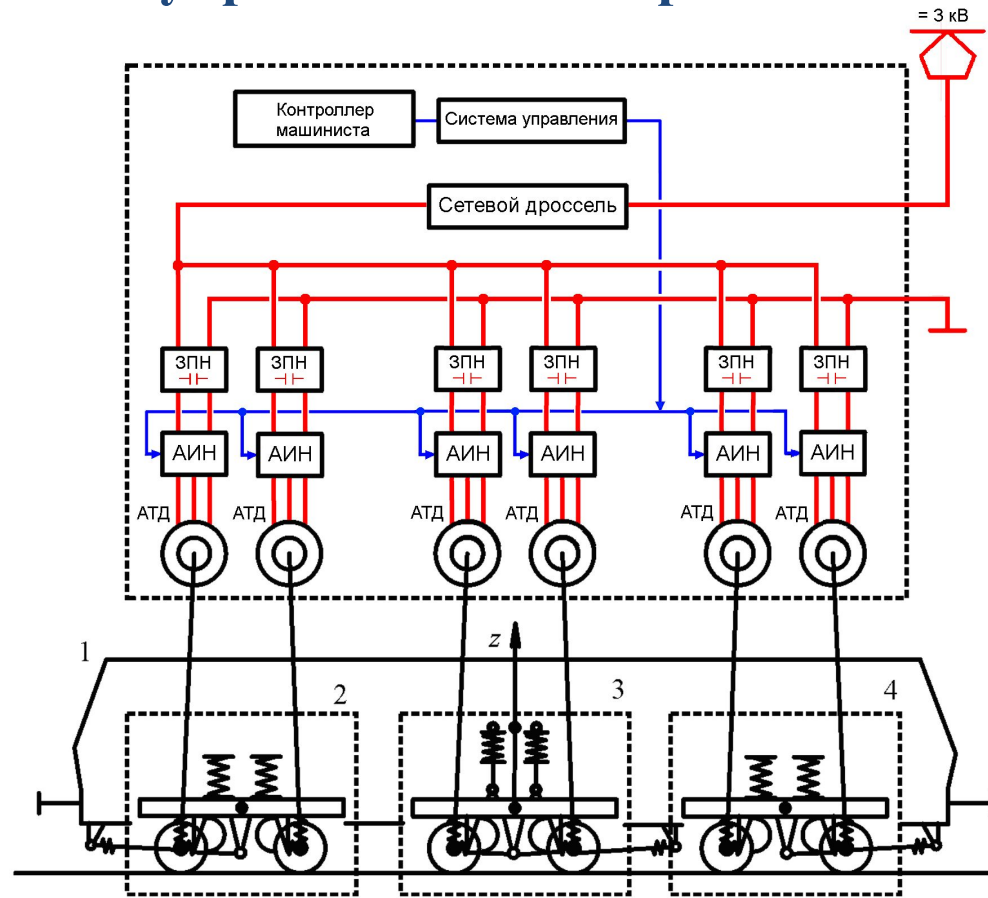 = 3 кВ
Контроллер
машиниста
Система управления
Сетевой дроссель
ЗПН ЗПН ЗПН ЗПН ЗПН ЗПН
АИН АИН АИН АИН АИН АИН
АТД АТД АТД АТД АТД АТД
z
1
2 3 4